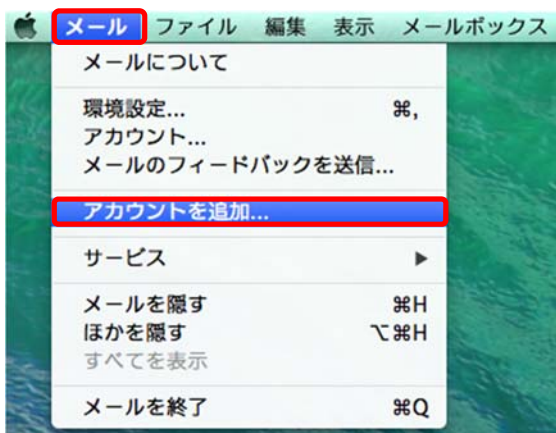 メール ファイル 編集 表示 メールボックス
メールについて
環境設定... ⌘,
アカウント...
メールのフィードバックを送信...
アカウントを追加...
サービス ▶
メールを隠す ⌘H
ほかを隠す ⌥⌘H
すべてを表示
メールを終了 ⌘Q